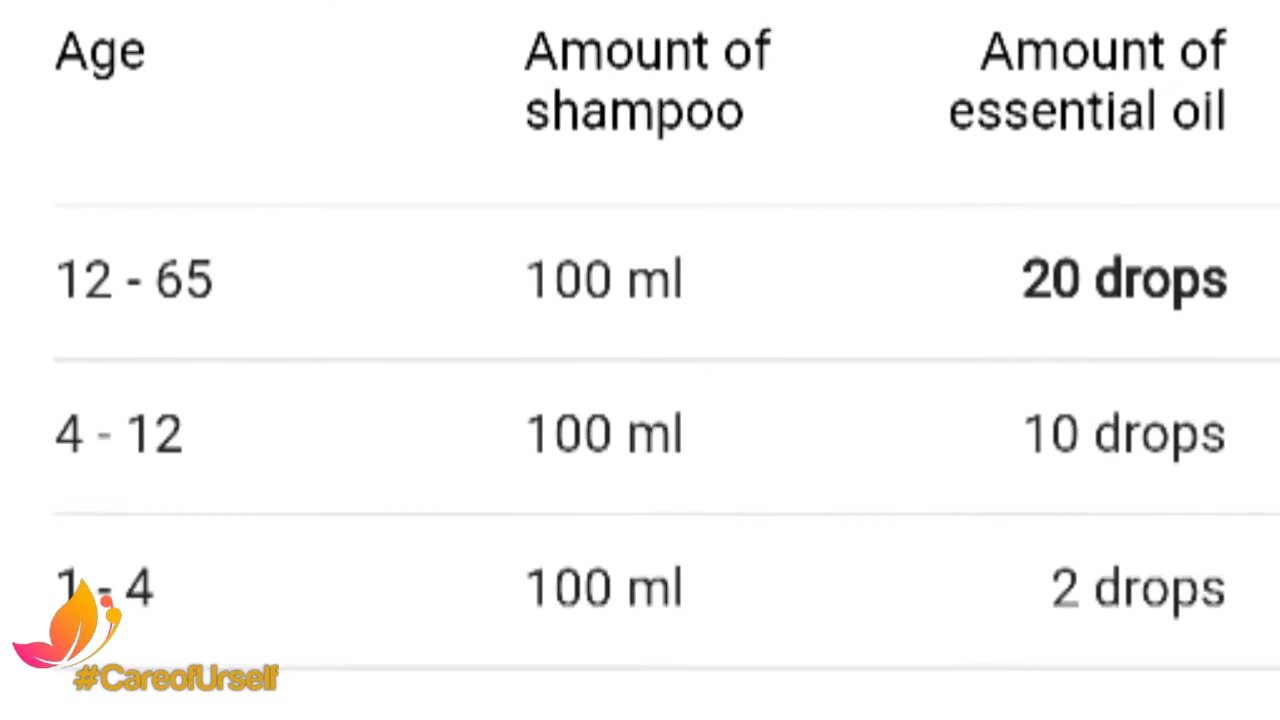 Age Amount of shampoo Amount of essential oil
12 - 65 100 ml 20 drops
4 - 12 100 ml 10 drops
1 - 4 100 ml 2 drops
#CareofUrself